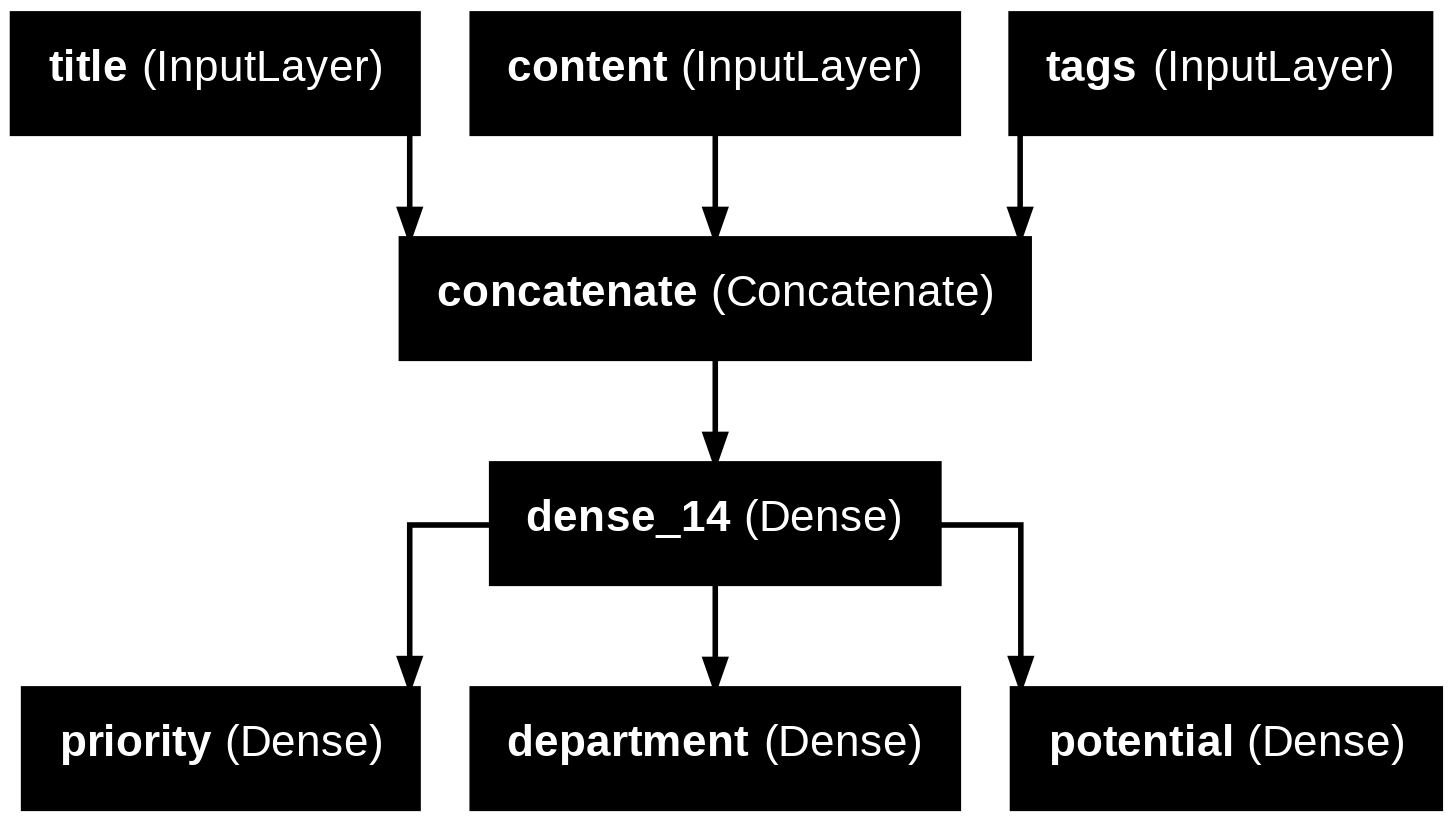 title (InputLayer)
content (InputLayer)
tags (InputLayer)
concatenate (Concatenate)
dense_14 (Dense)
priority (Dense)
department (Dense)
potential (Dense)